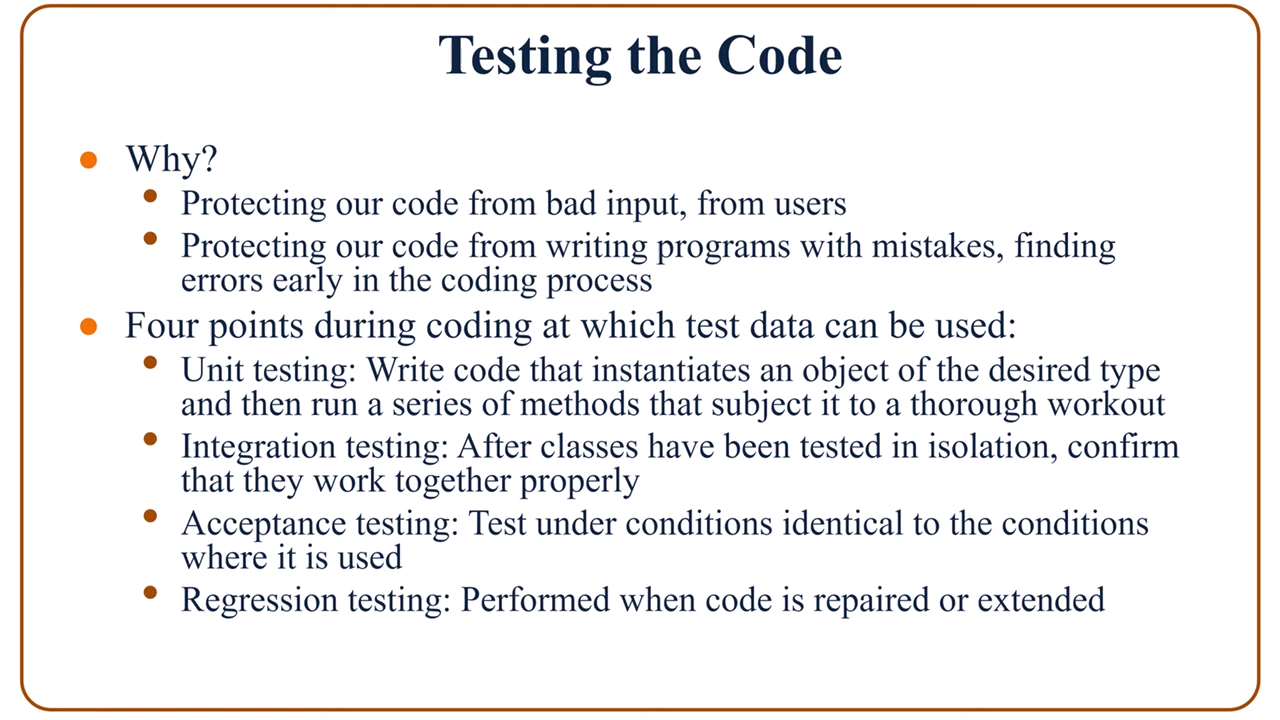 Testing the Code
Why?
Protecting our code from bad input, from users
Protecting our code from writing programs with mistakes, finding
errors early in the coding process
Four points during coding at which test data can be used:
Unit testing: Write code that instantiates an object of the desired type
and then run a series of methods that subject it to a thorough workout
Integration testing: After classes have been tested in isolation, confirm
that they work together properly
Acceptance testing: Test under conditions identical to the conditions
where it is used
Regression testing: Performed when code is repaired or extended